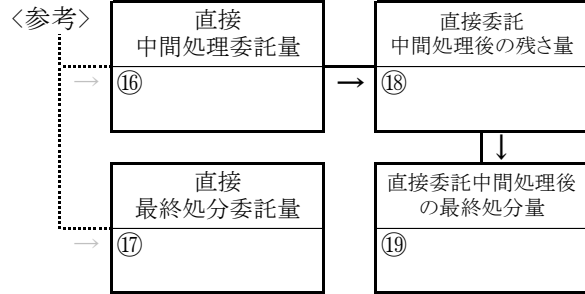 <参考>
直接
中間処理委託量
⑯
→
直接委託
中間処理後の残さ量
⑱
↓
直接
最終処分委託量
⑰
直接委託中間処理後
の最終処分量
⑲